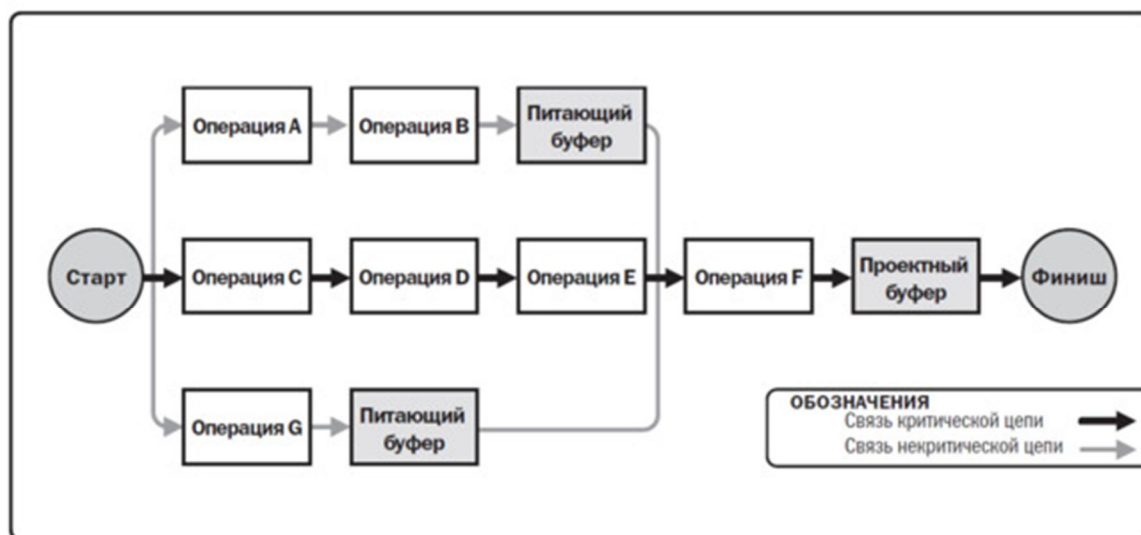 Операция A
Операция B
Питающий
буфер
Старт
Операция C
Операция D
Операция E
Операция F
Проектный
буфер
Финиш
Операция G
Питающий
буфер
ОБОЗНАЧЕНИЯ
Связь критической цепи
Связь некритической цепи